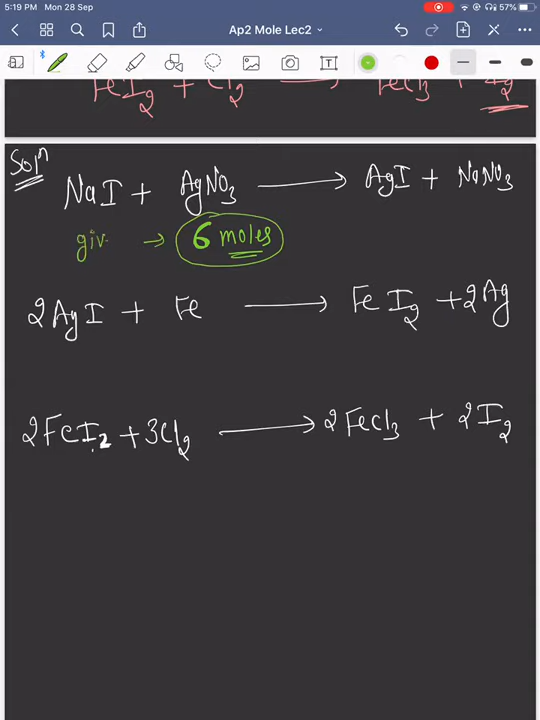 5:19 PM Mon 28 Sep 57%
Ap2 Mole Lec2
T
FeI2 + Cl2 → FeCl3 + I2
Soln
NaI + AgNO3 → AgI + NaNO3
giv. → 6 moles
2AgI + Fe → FeI2 + 2Ag
2FeI2 + 3Cl2 → 2FeCl3 + 2I2